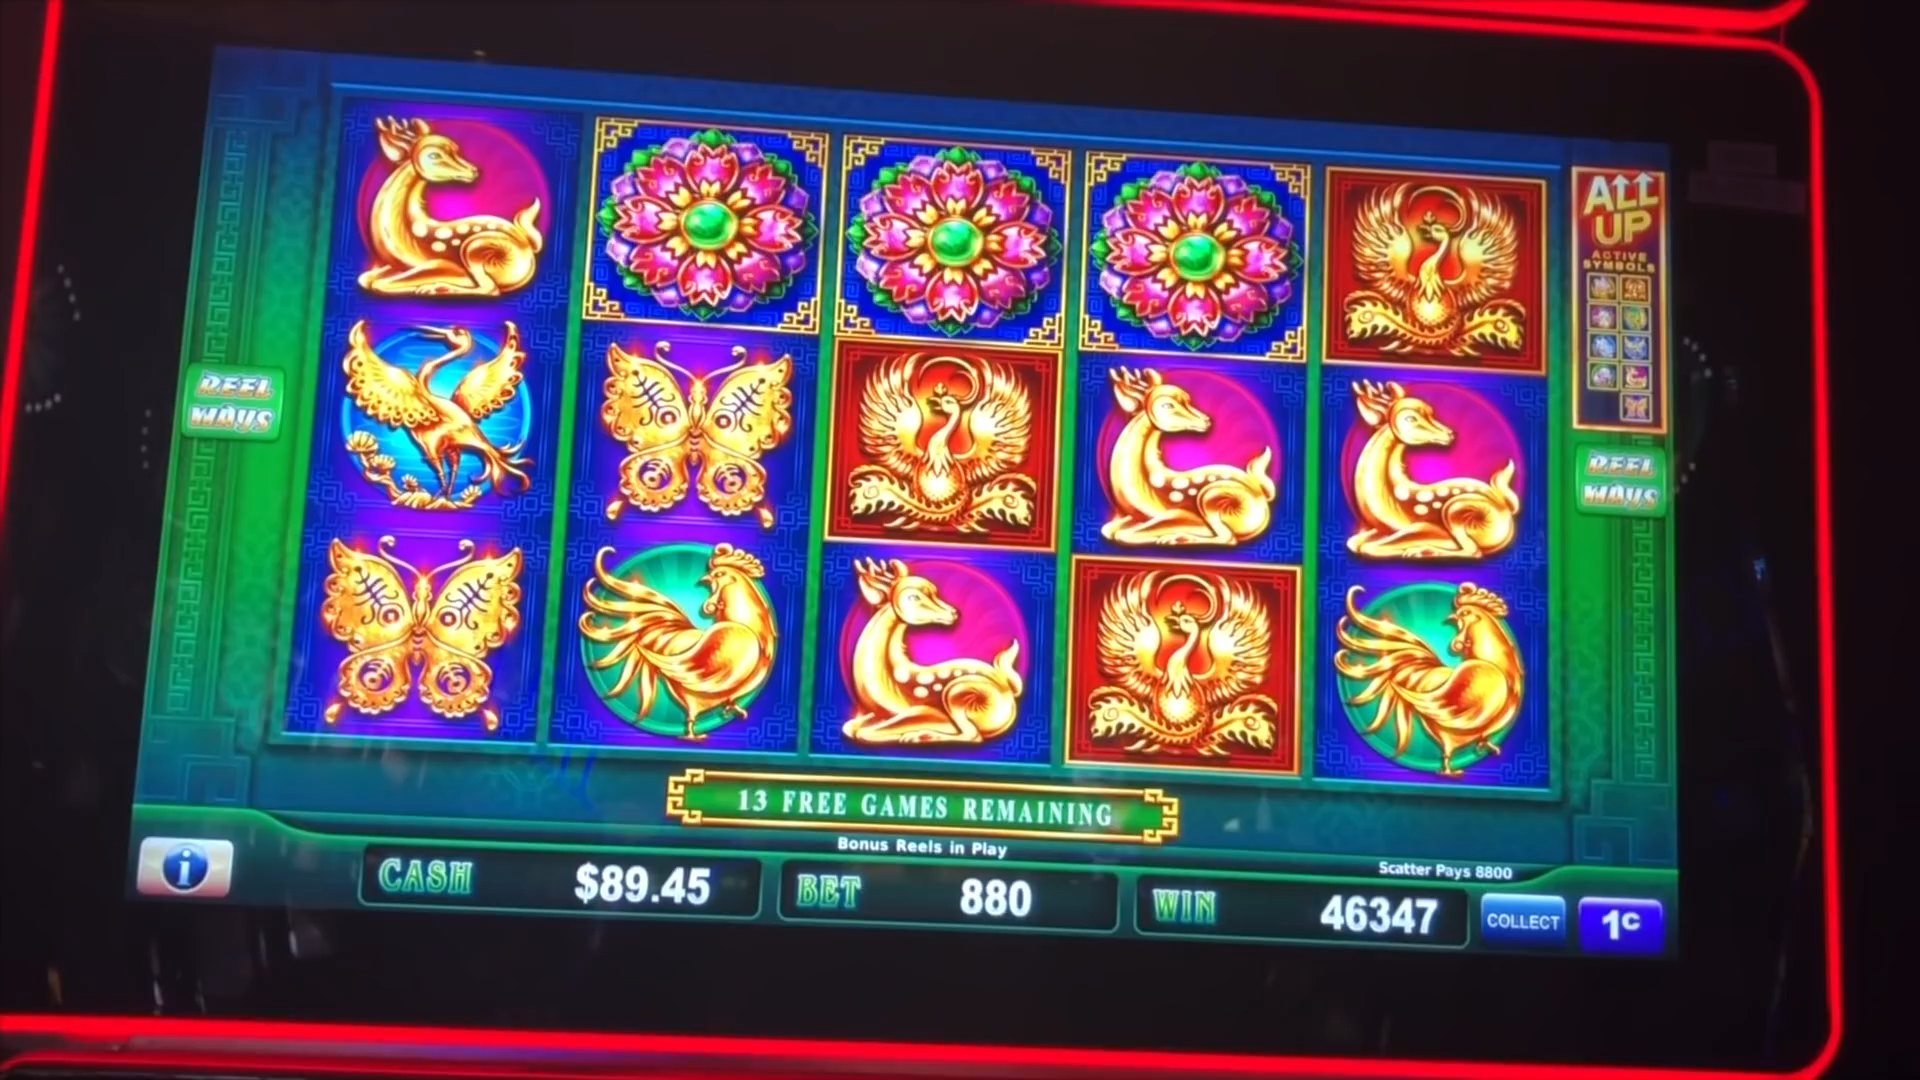 ALL
UP
ACTIVE
SYMBOLS
REEL
WAYS
REEL
WAYS
13 FREE GAMES REMAINING
Bonus Reels in Play
Scatter Pays 8800
i
CASH $89.45
BET 880
WIN 46347
COLLECT
1¢